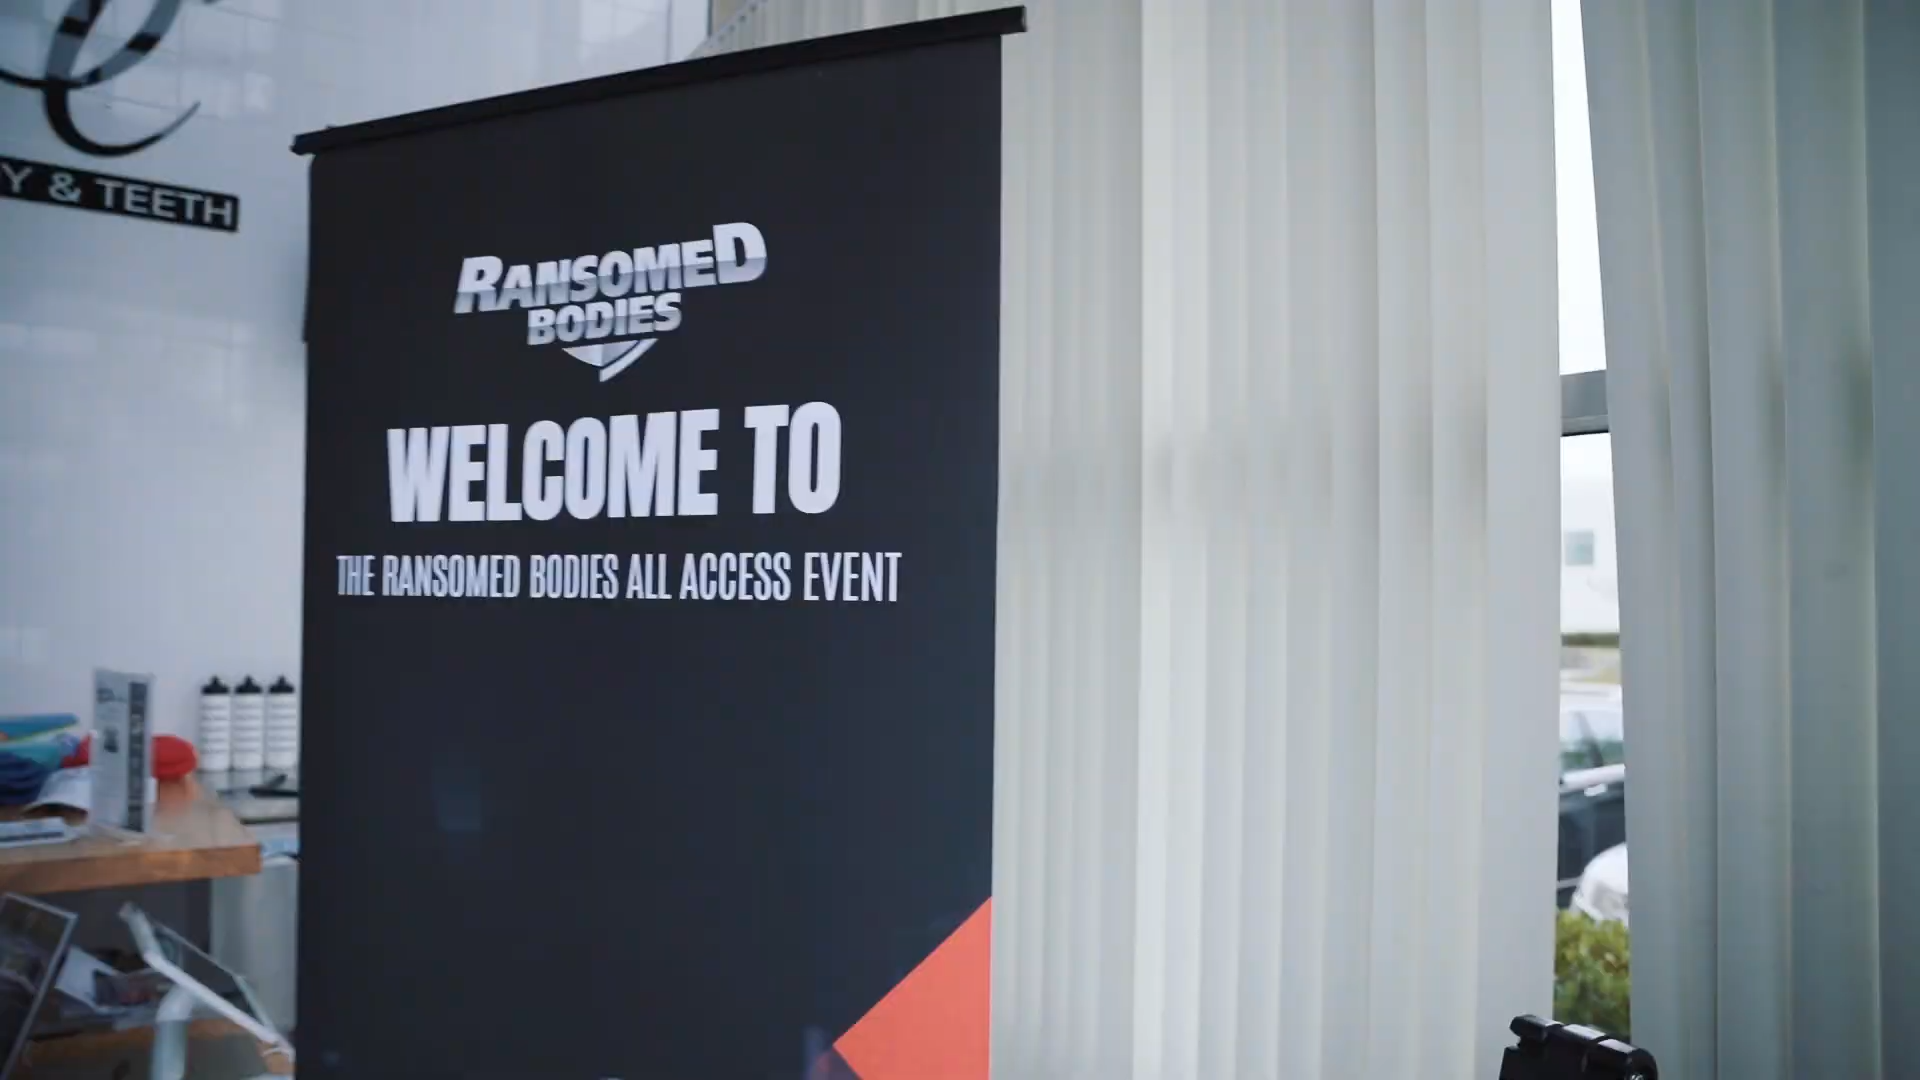 & TEETH
RANSOMED
BODIES
WELCOME TO
THE RANSOMED BODIES ALL ACCESS EVENT